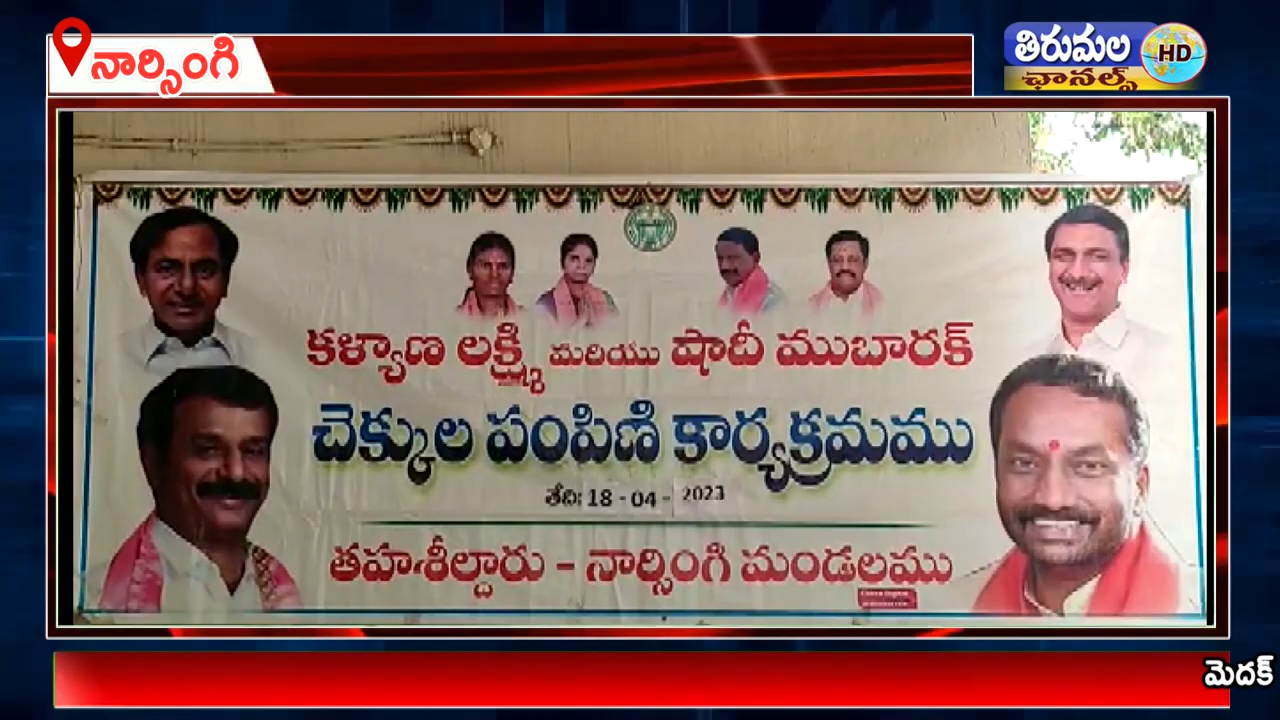 నార్సింగి
తిరుమల
ఛానల్స్
HD
కళ్యాణ లక్ష్మి మరియు షాదీ ముబారక్
చెక్కుల పంపిణి కార్యక్రమము
తేది: 18 - 04 - 2023
తహశీల్దారు - నార్సింగి మండలము
మెదక్